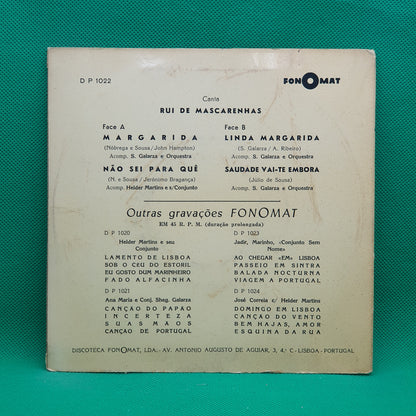 D P 1022
FONOMAT
Canta
RUI DE MASCARENHAS
Face A
MARGARIDA
(Nóbrega e Sousa/John Hampton)
Acomp. S. Galarza e Orquestra
NÃO SEI PARA QUÊ
(N. e Sousa/Jerónimo Bragança)
Acomp. Helder Martins e s/Conjunto
Face B
LINDA MARGARIDA
(S. Galarza/A. Ribeiro)
Acomp. S. Galarza e Orquestra
SAUDADE VAI-TE EMBORA
(Júlio de Sousa)
Acomp. S. Galarza e Orquestra
Outras gravações FONOMAT
EM 45 R. P. M. (duração prolongada)
D P 1020
Helder Martins e seu
Conjunto
LAMENTO DE LISBOA
SOB O CEU DO ESTORIL
EU GOSTO DUM MARINHEIRO
FADO ALFACINHA
D P 1021
Ana Maria e Conj. Sheg. Galarza
CANÇÃO DO PAPÃO
INCERTEZA
SUAS MÃOS
CANÇÃO DE PORTUGAL
D P 1023
Jadir, Marinho, «Conjunto Sem
Nome»
AO CHEGAR «EM» LISBOA
PASSEIO EM SINTRA
BALADA NOCTURNA
VIAGEM A PORTUGAL
D P 1024
José Correia c/ Helder Martins
DOMINGO EM LISBOA
CANÇÃO DO VENTO
BEM HAJAS, AMOR
ESQUINA DA RUA
DISCOTECA FONOMAT, LDA. - AV. ANTÓNIO AUGUSTO DE AGUIAR, 3, 4.º C - LISBOA - PORTUGAL